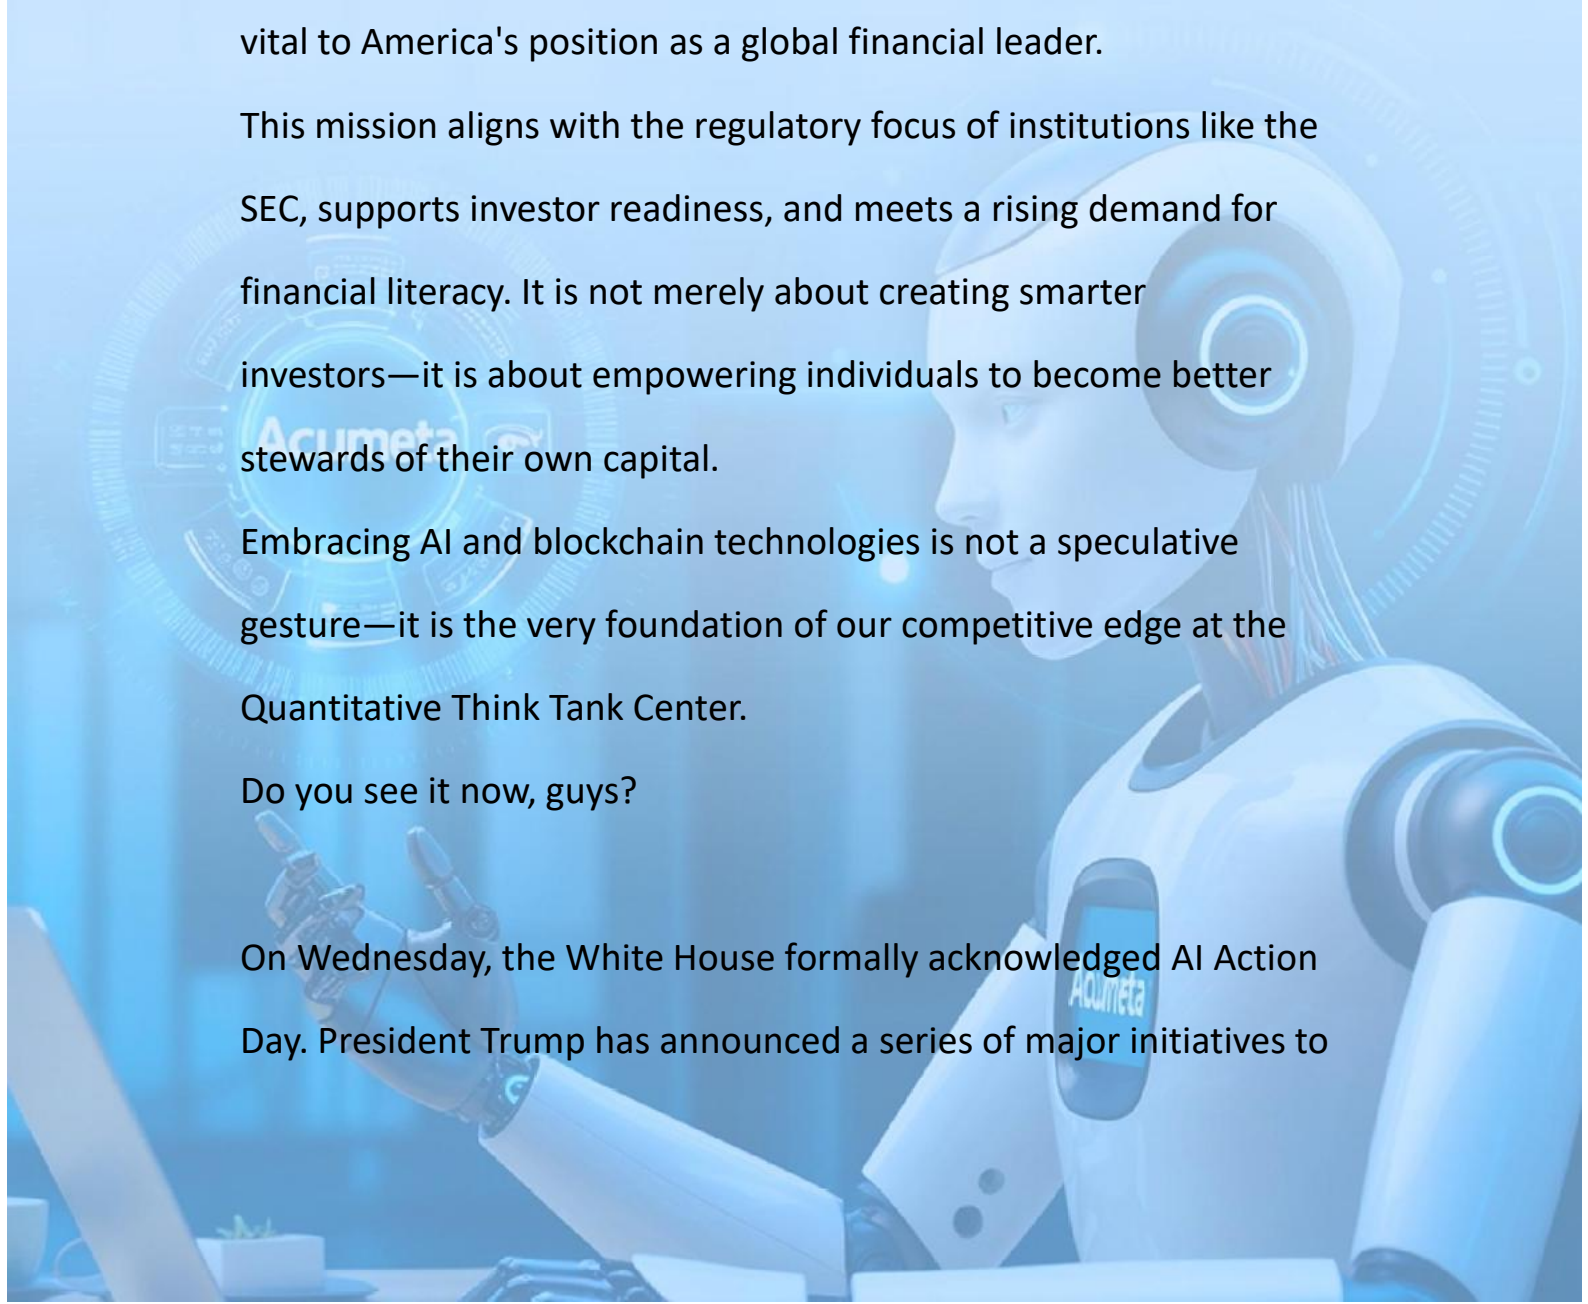 vital to America's position as a global financial leader.
This mission aligns with the regulatory focus of institutions like the
SEC, supports investor readiness, and meets a rising demand for
financial literacy. It is not merely about creating smarter
investors—it is about empowering individuals to become better
Acumeta
stewards of their own capital.
Embracing AI and blockchain technologies is not a speculative
gesture—it is the very foundation of our competitive edge at the
Quantitative Think Tank Center.
Do you see it now, guys?
On Wednesday, the White House formally acknowledged AI Action
Acumeta
Day. President Trump has announced a series of major initiatives to